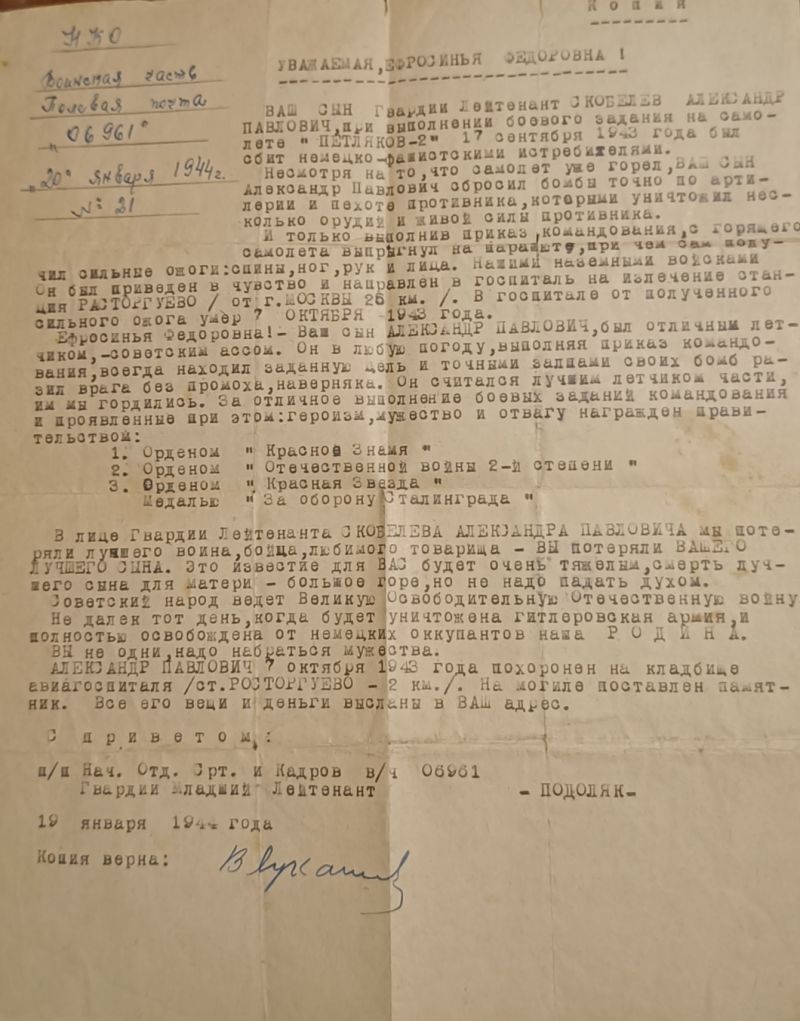 К о п и я
НКО
Воинская часть
Полевая почта
„06961"
„20" января 1944г.
№ 21
УВАЖАЕМАЯ,ЕФРОСИНЬЯ ФЕДОРОВНА !
ВАШ СЫН Гвардии Лейтенант СКОБЕЛЕВ АЛЕКСАНДР
ПАВЛОВИЧ,при выполнении боевого задания на само-
лете " ПЕТЛЯКОВ-2" 17 сентября 1943 года был
сбит немецко-фашистскими истребителями.
Несмотря на то,что самолет уже горел,ВАШ СЫН
Александр Павлович сбросил бомбы точно по арти-
лерии и пехоте противника,которыми уничтожил нес-
колько орудий и живой силы противника.
И только выполнив приказ,командования,с горящего
самолета выпрыгнул на парашюте,при чем сам полу-
чил сильние ожоги:спины,ног,рук и лица. Нашими наземными войсками
Он был приведен в чувство и направлен в госпиталь на излечение стан-
ция РАСТОРГУЕВО / от г.МОСКВЫ 26 км. /. В госпитале от полученного
сильного ожога умер 7 ОКТЯБРЯ 1943 года.
Ефросинья Федоровна!- Ваш сын АЛЕКСАНДР ПАВЛОВИЧ,был отличным лет-
чиком,-советским ассом. Он в любую погоду,выполняя приказ командо-
вания,всегда находил заданную цель и точными залпами своих бомб ра-
зил врага без промоха,наверняка. Он считался лучшим летчиком части,
им мы гордились. За отличное выполнение боевых заданий командования
и проявленные при этом:героизм,мужество и отвагу награжден прави-
тельством:
1. Орденом " Красное Знамя "
2. Орденом " Отечественной войны 2-й степени "
3. Орденом " Красная Звезда "
Медалью " За оборону Сталинграда "
В лице Гвардии Лейтенанта СКОБЕЛЕВА АЛЕКСАНДРА ПАВЛОВИЧА мы поте-
ряли лучшего воина,бойца,любимого товарища - ВЫ потеряли ВАШЕГО
ЛУЧШЕГО СЫНА. Это известие для ВАС будет очень тяжелым,смерть луч-
шего сына для матери - большое горе,но не надо падать духом.
Советский народ ведет Великую Освободительную Отечественную войну
Не далек тот день,когда будет уничтожена гитлеровская армия,и
полностью освобождена от немецких оккупантов наша Р О Д И Н А.
ВЫ не одни,надо набраться мужества.
АЛЕКСАНДР ПАВЛОВИЧ 7 октября 1943 года похоронен на кладбище
авиагоспиталя /ст.РОСТОРГУЕВО - 2 км./. На могиле поставлен памят-
ник. Все его вещи и деньги высланы в ВАШ адрес.
С п р и в е т о м :
п/п Нач. Отд. Срт. и Кадров в/ч 06961
Гвардии Младший Лейтенант - ПОДОЛЯК-
19 января 1944 года
Копия верна: